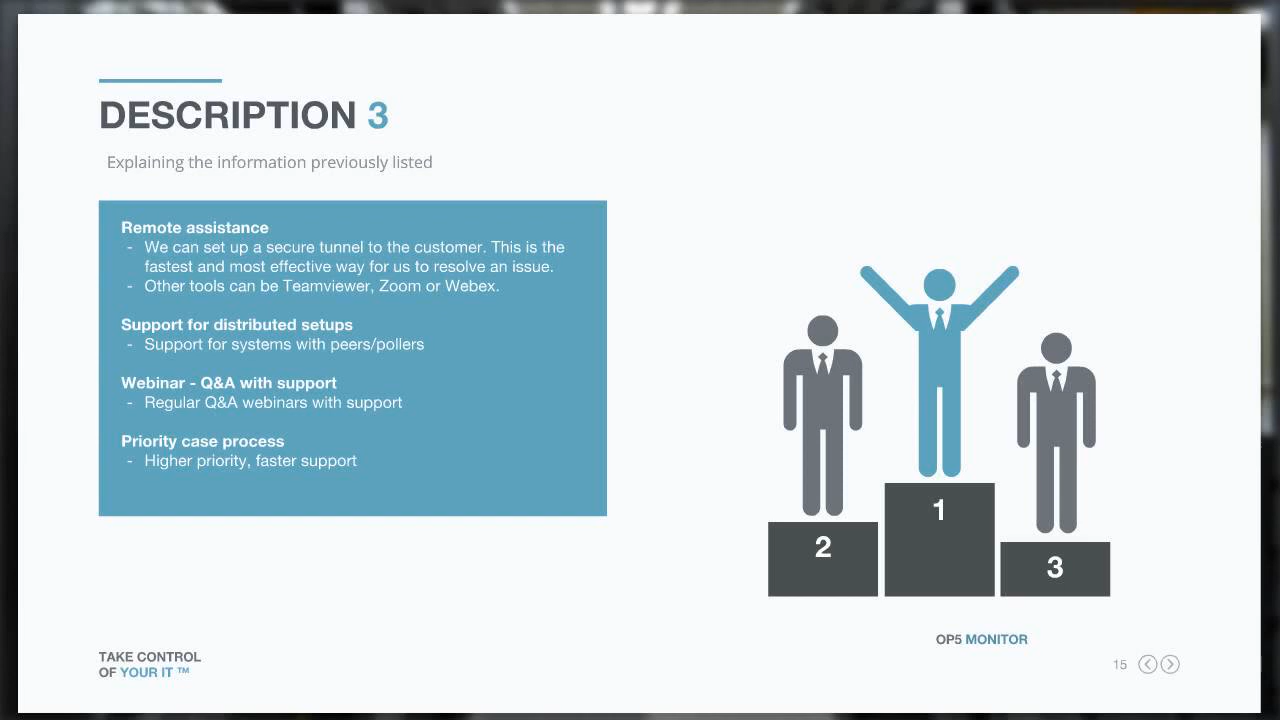 DESCRIPTION 3
Explaining the information previously listed
Remote assistance
- We can set up a secure tunnel to the customer. This is the
fastest and most effective way for us to resolve an issue.
- Other tools can be Teamviewer, Zoom or Webex.
Support for distributed setups
- Support for systems with peers/pollers
Webinar - Q&A with support
- Regular Q&A webinars with support
Priority case process
- Higher priority, faster support
1
2
3
OP5 MONITOR
TAKE CONTROL
OF YOUR IT ™
15